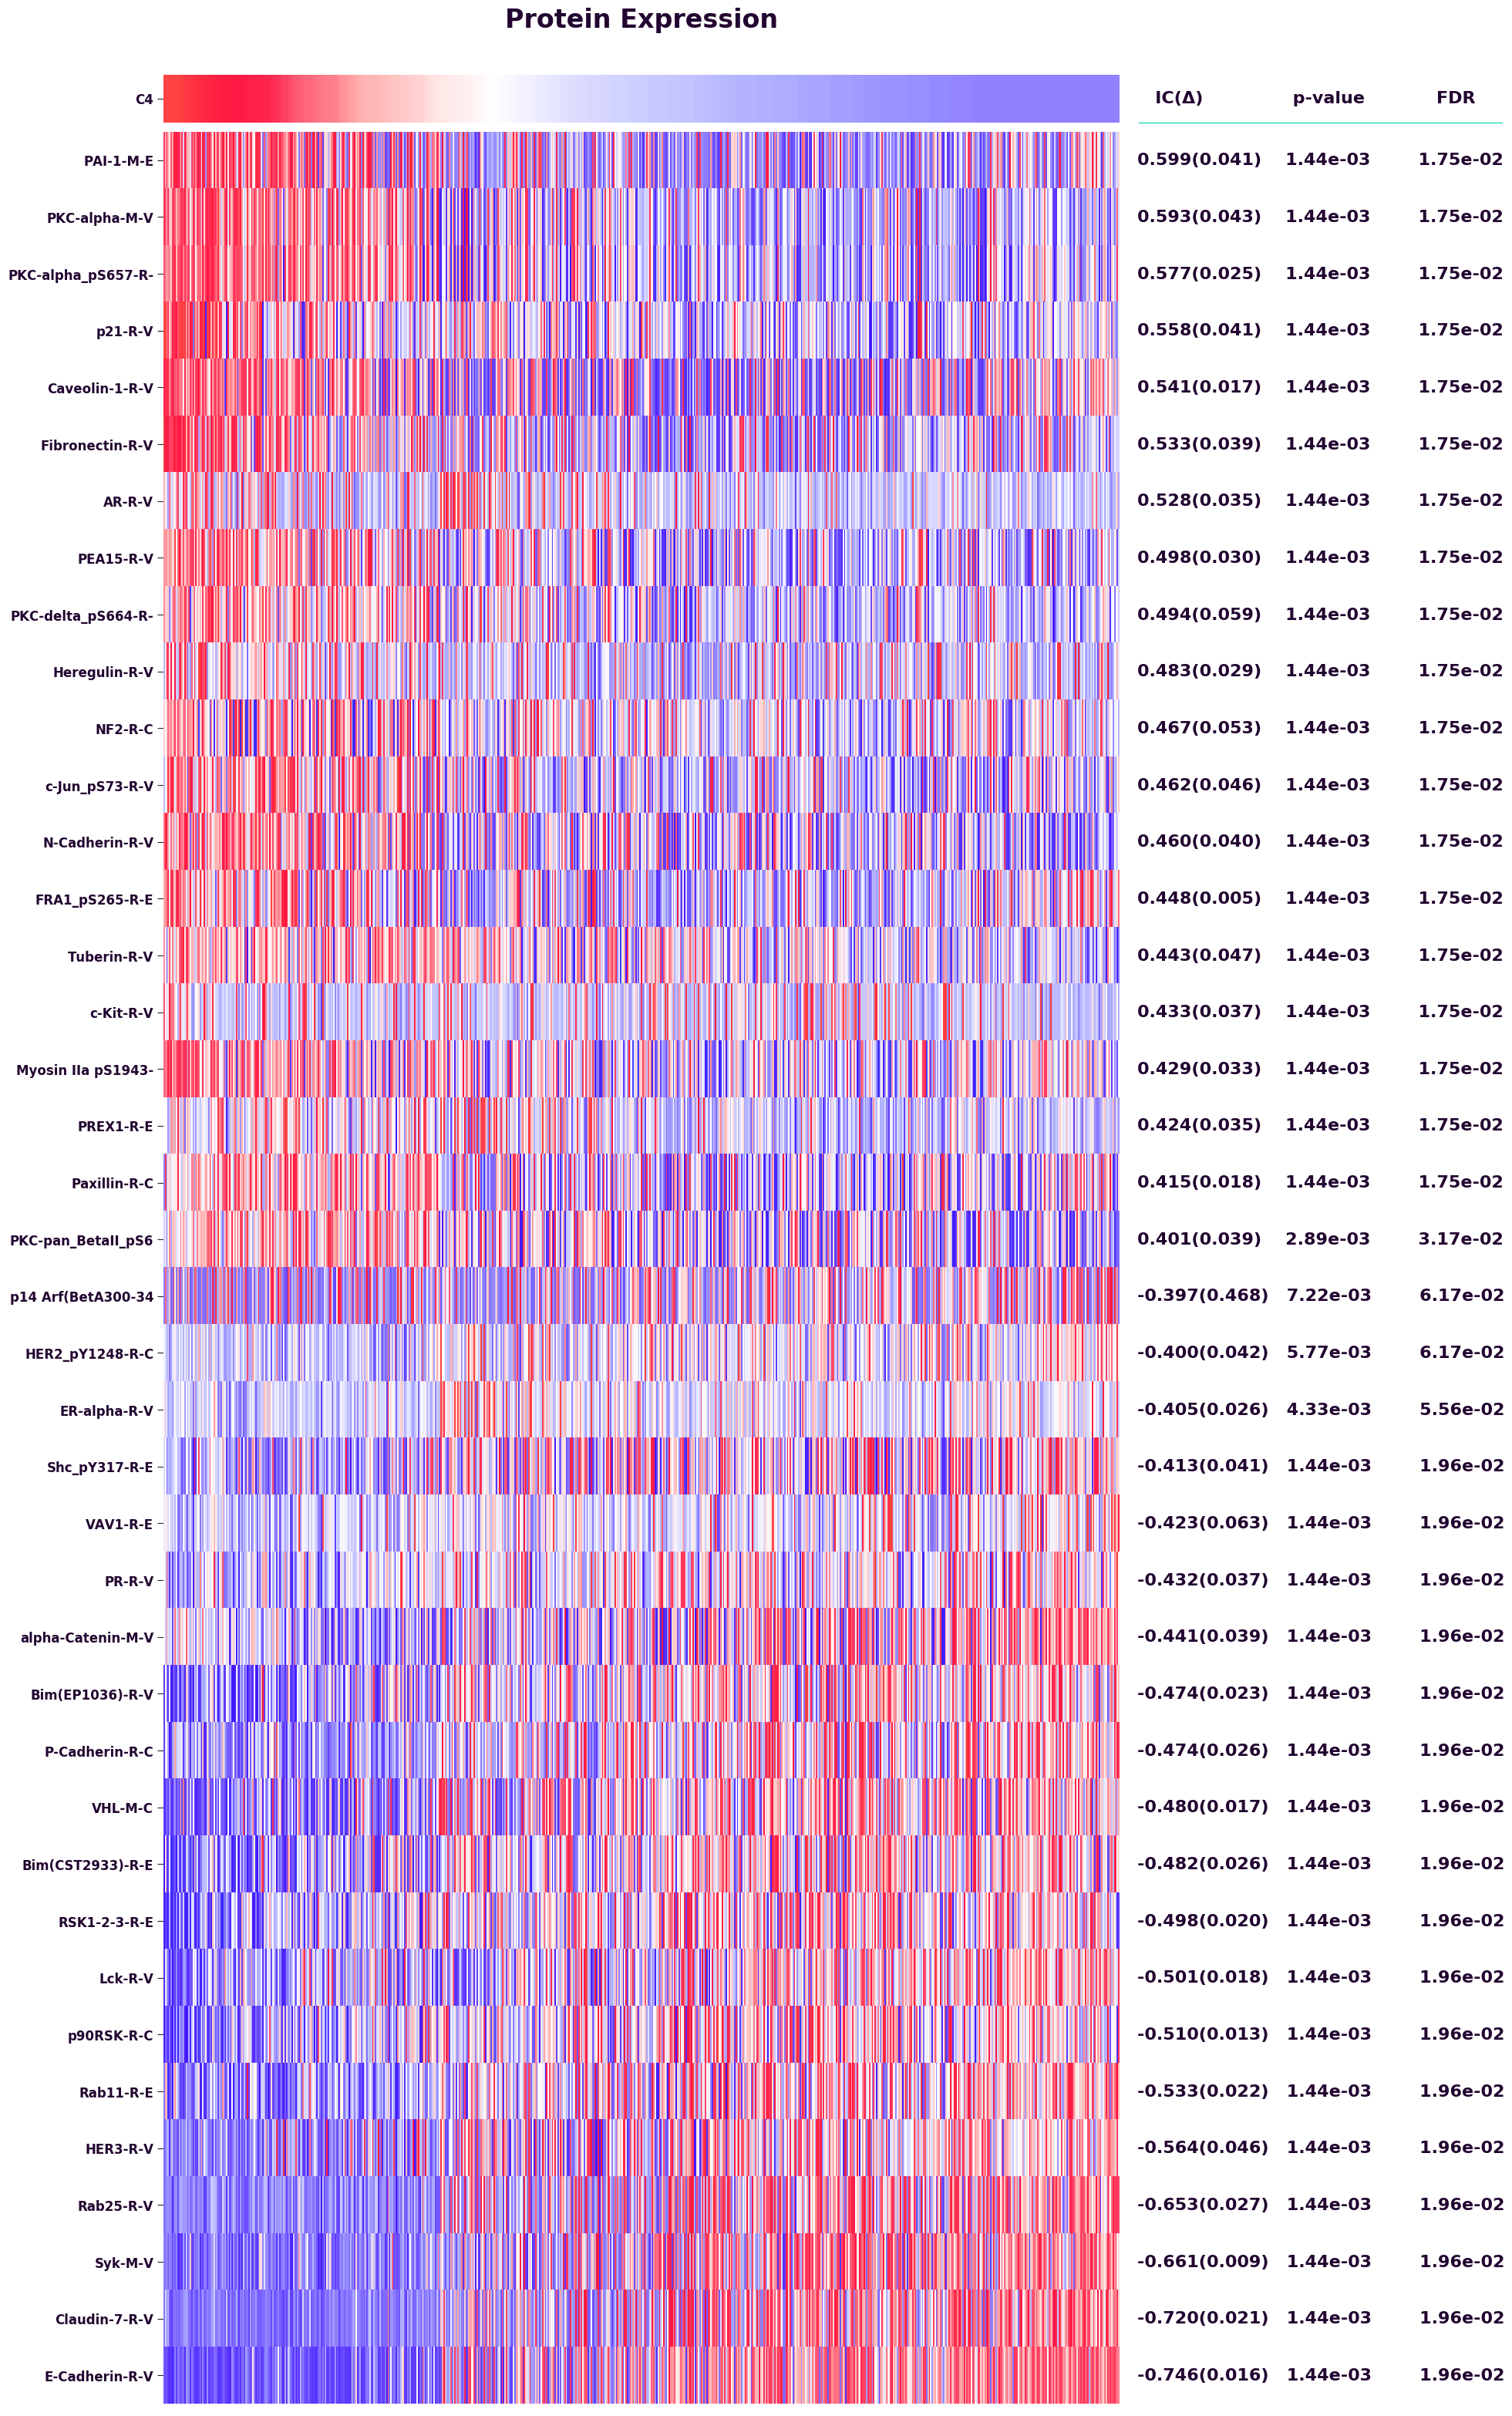 Protein Expression
C4 IC(Δ) p-value FDR
PAI-1-M-E 0.599(0.041) 1.44e-03 1.75e-02
PKC-alpha-M-V 0.593(0.043) 1.44e-03 1.75e-02
PKC-alpha_pS657-R- 0.577(0.025) 1.44e-03 1.75e-02
p21-R-V 0.558(0.041) 1.44e-03 1.75e-02
Caveolin-1-R-V 0.541(0.017) 1.44e-03 1.75e-02
Fibronectin-R-V 0.533(0.039) 1.44e-03 1.75e-02
AR-R-V 0.528(0.035) 1.44e-03 1.75e-02
PEA15-R-V 0.498(0.030) 1.44e-03 1.75e-02
PKC-delta_pS664-R- 0.494(0.059) 1.44e-03 1.75e-02
Heregulin-R-V 0.483(0.029) 1.44e-03 1.75e-02
NF2-R-C 0.467(0.053) 1.44e-03 1.75e-02
c-Jun_pS73-R-V 0.462(0.046) 1.44e-03 1.75e-02
N-Cadherin-R-V 0.460(0.040) 1.44e-03 1.75e-02
FRA1_pS265-R-E 0.448(0.005) 1.44e-03 1.75e-02
Tuberin-R-V 0.443(0.047) 1.44e-03 1.75e-02
c-Kit-R-V 0.433(0.037) 1.44e-03 1.75e-02
Myosin IIa pS1943- 0.429(0.033) 1.44e-03 1.75e-02
PREX1-R-E 0.424(0.035) 1.44e-03 1.75e-02
Paxillin-R-C 0.415(0.018) 1.44e-03 1.75e-02
PKC-pan_BetaII_pS6 0.401(0.039) 2.89e-03 3.17e-02
p14 Arf(BetA300-34 -0.397(0.468) 7.22e-03 6.17e-02
HER2_pY1248-R-C -0.400(0.042) 5.77e-03 6.17e-02
ER-alpha-R-V -0.405(0.026) 4.33e-03 5.56e-02
Shc_pY317-R-E -0.413(0.041) 1.44e-03 1.96e-02
VAV1-R-E -0.423(0.063) 1.44e-03 1.96e-02
PR-R-V -0.432(0.037) 1.44e-03 1.96e-02
alpha-Catenin-M-V -0.441(0.039) 1.44e-03 1.96e-02
Bim(EP1036)-R-V -0.474(0.023) 1.44e-03 1.96e-02
P-Cadherin-R-C -0.474(0.026) 1.44e-03 1.96e-02
VHL-M-C -0.480(0.017) 1.44e-03 1.96e-02
Bim(CST2933)-R-E -0.482(0.026) 1.44e-03 1.96e-02
RSK1-2-3-R-E -0.498(0.020) 1.44e-03 1.96e-02
Lck-R-V -0.501(0.018) 1.44e-03 1.96e-02
p90RSK-R-C -0.510(0.013) 1.44e-03 1.96e-02
Rab11-R-E -0.533(0.022) 1.44e-03 1.96e-02
HER3-R-V -0.564(0.046) 1.44e-03 1.96e-02
Rab25-R-V -0.653(0.027) 1.44e-03 1.96e-02
Syk-M-V -0.661(0.009) 1.44e-03 1.96e-02
Claudin-7-R-V -0.720(0.021) 1.44e-03 1.96e-02
E-Cadherin-R-V -0.746(0.016) 1.44e-03 1.96e-02